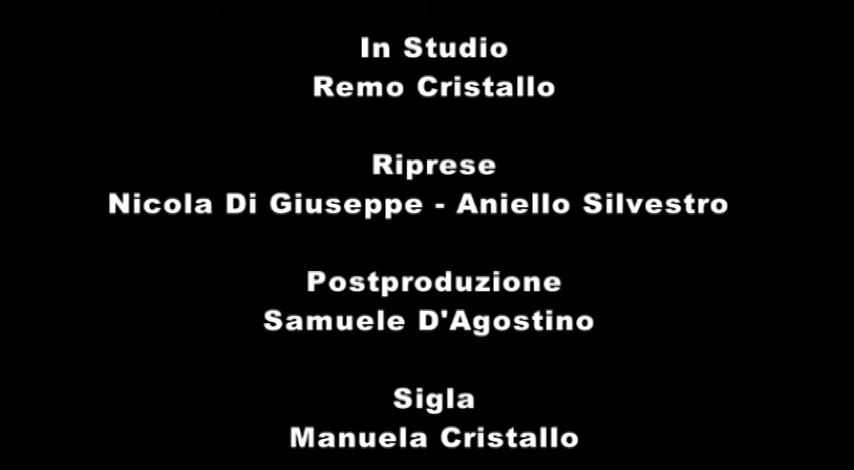 In Studio
Remo Cristallo
Riprese
Nicola Di Giuseppe - Aniello Silvestro
Postproduzione
Samuele D'Agostino
Sigla
Manuela Cristallo